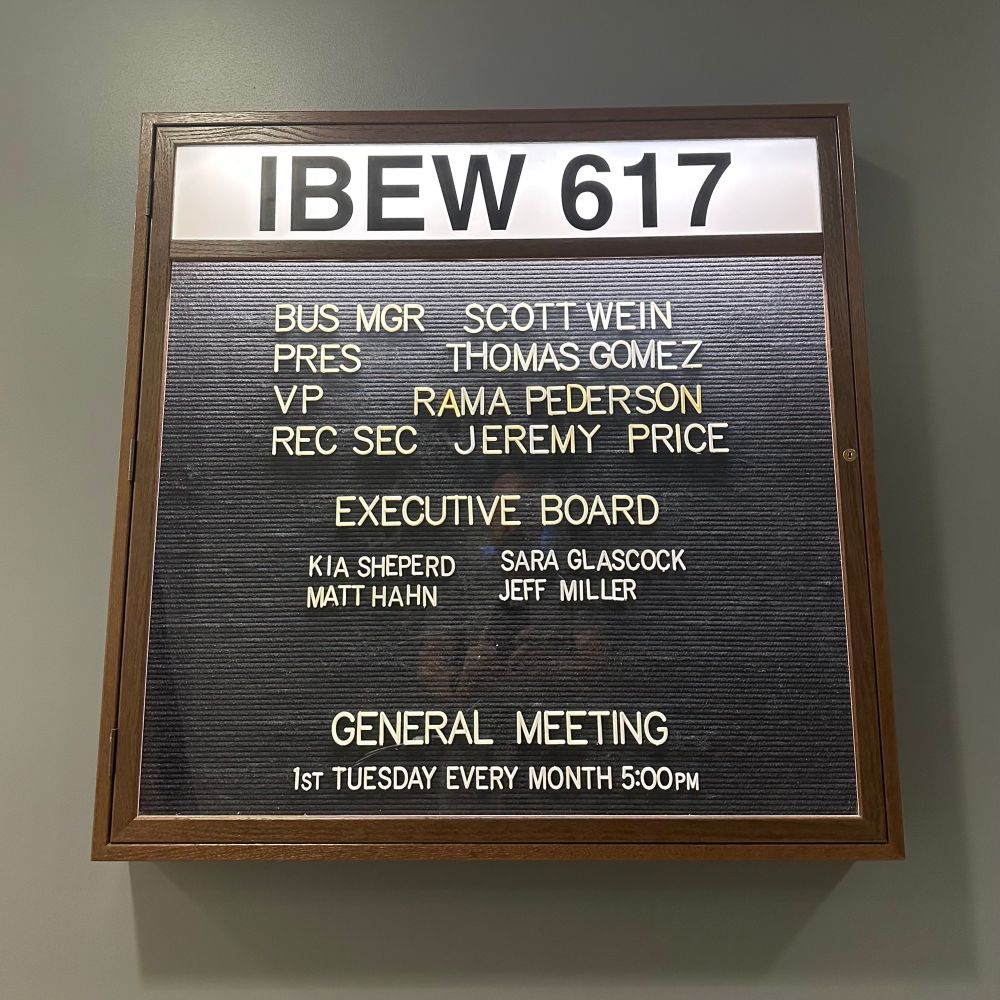 IBEW 617
BUS MGR SCOTT WEIN
PRES THOMAS GOMEZ
VP RAMA PEDERSON
REC SEC JEREMY PRICE
EXECUTIVE BOARD
KIA SHEPERD SARA GLASCOCK
MATT HAHN JEFF MILLER
GENERAL MEETING
1ST TUESDAY EVERY MONTH 5:00PM